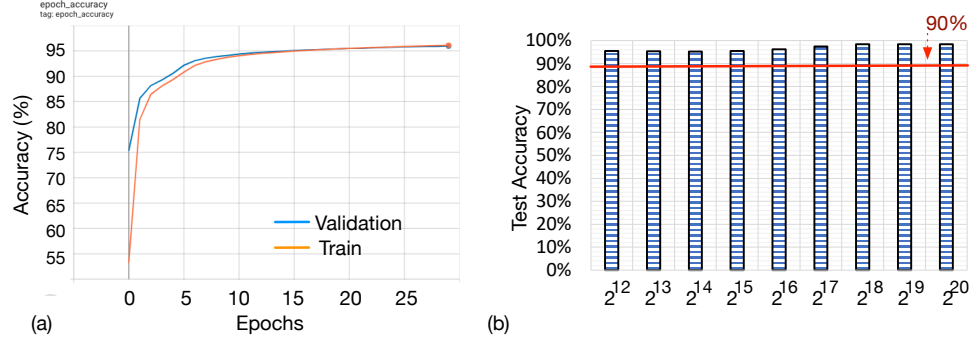 epoch_accuracy
tag: epoch_accuracy
95
90
85
80
75
70
65
60
55
Accuracy (%)
Validation
Train
0 5 10 15 20 25
Epochs
(a)
90%
100%
90%
80%
70%
60%
50%
40%
30%
20%
10%
0%
Test Accuracy
2^12 2^13 2^14 2^15 2^16 2^17 2^18 2^19 2^20
(b)